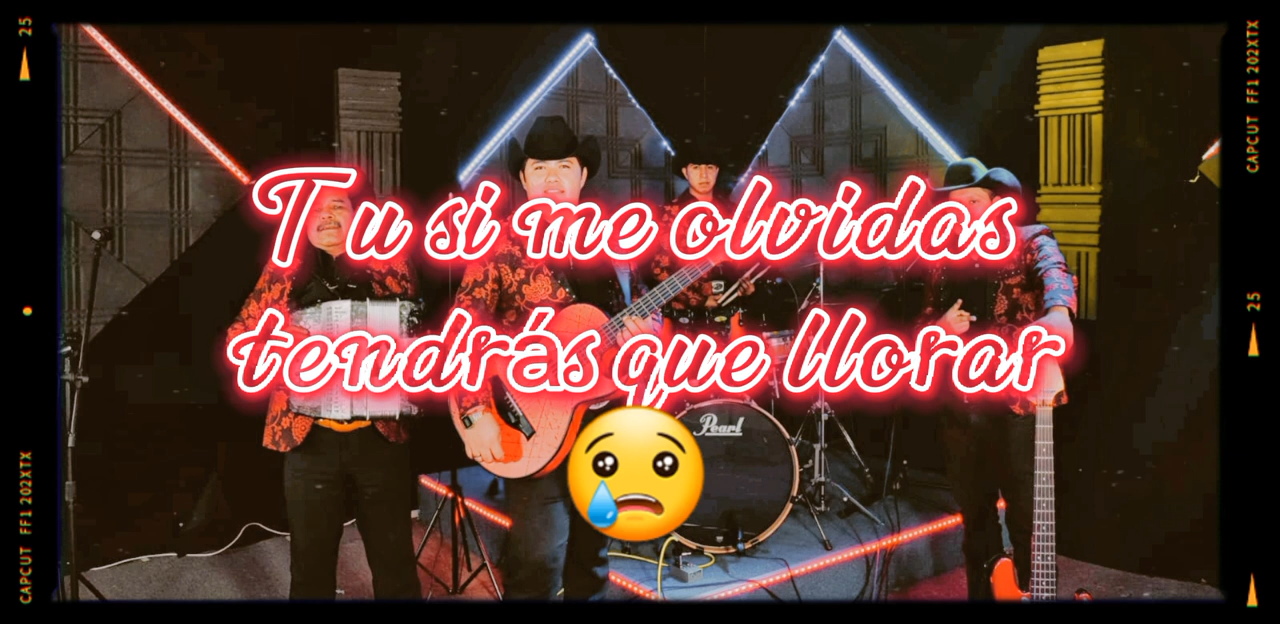 Tu si me olvidas
tendrás que llorar
Pearl
25
CAPCUT FF1 202XTX
CAPCUT FF1 202XTX
25